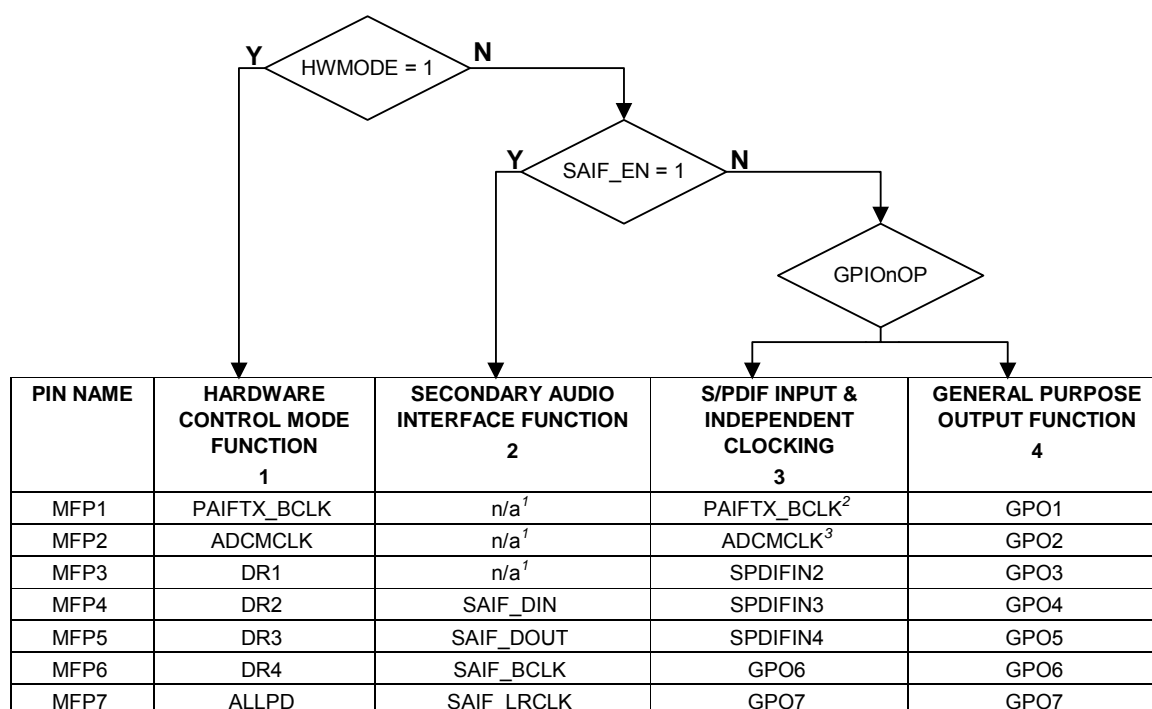 HWMODE = 1
Y
N
SAIF_EN = 1
Y
N
GPIOnOP
PIN NAME
HARDWARE
CONTROL MODE
FUNCTION
1
SECONDARY AUDIO
INTERFACE FUNCTION
2
S/PDIF INPUT &
INDEPENDENT
CLOCKING
3
GENERAL PURPOSE
OUTPUT FUNCTION
4
MFP1 PAIFTX_BCLK n/a¹ PAIFTX_BCLK² GPO1
MFP2 ADCMCLK n/a¹ ADCMCLK³ GPO2
MFP3 DR1 n/a¹ SPDIFIN2 GPO3
MFP4 DR2 SAIF_DIN SPDIFIN3 GPO4
MFP5 DR3 SAIF_DOUT SPDIFIN4 GPO5
MFP6 DR4 SAIF_BCLK GPO6 GPO6
MFP7 ALLPD SAIF_LRCLK GPO7 GPO7